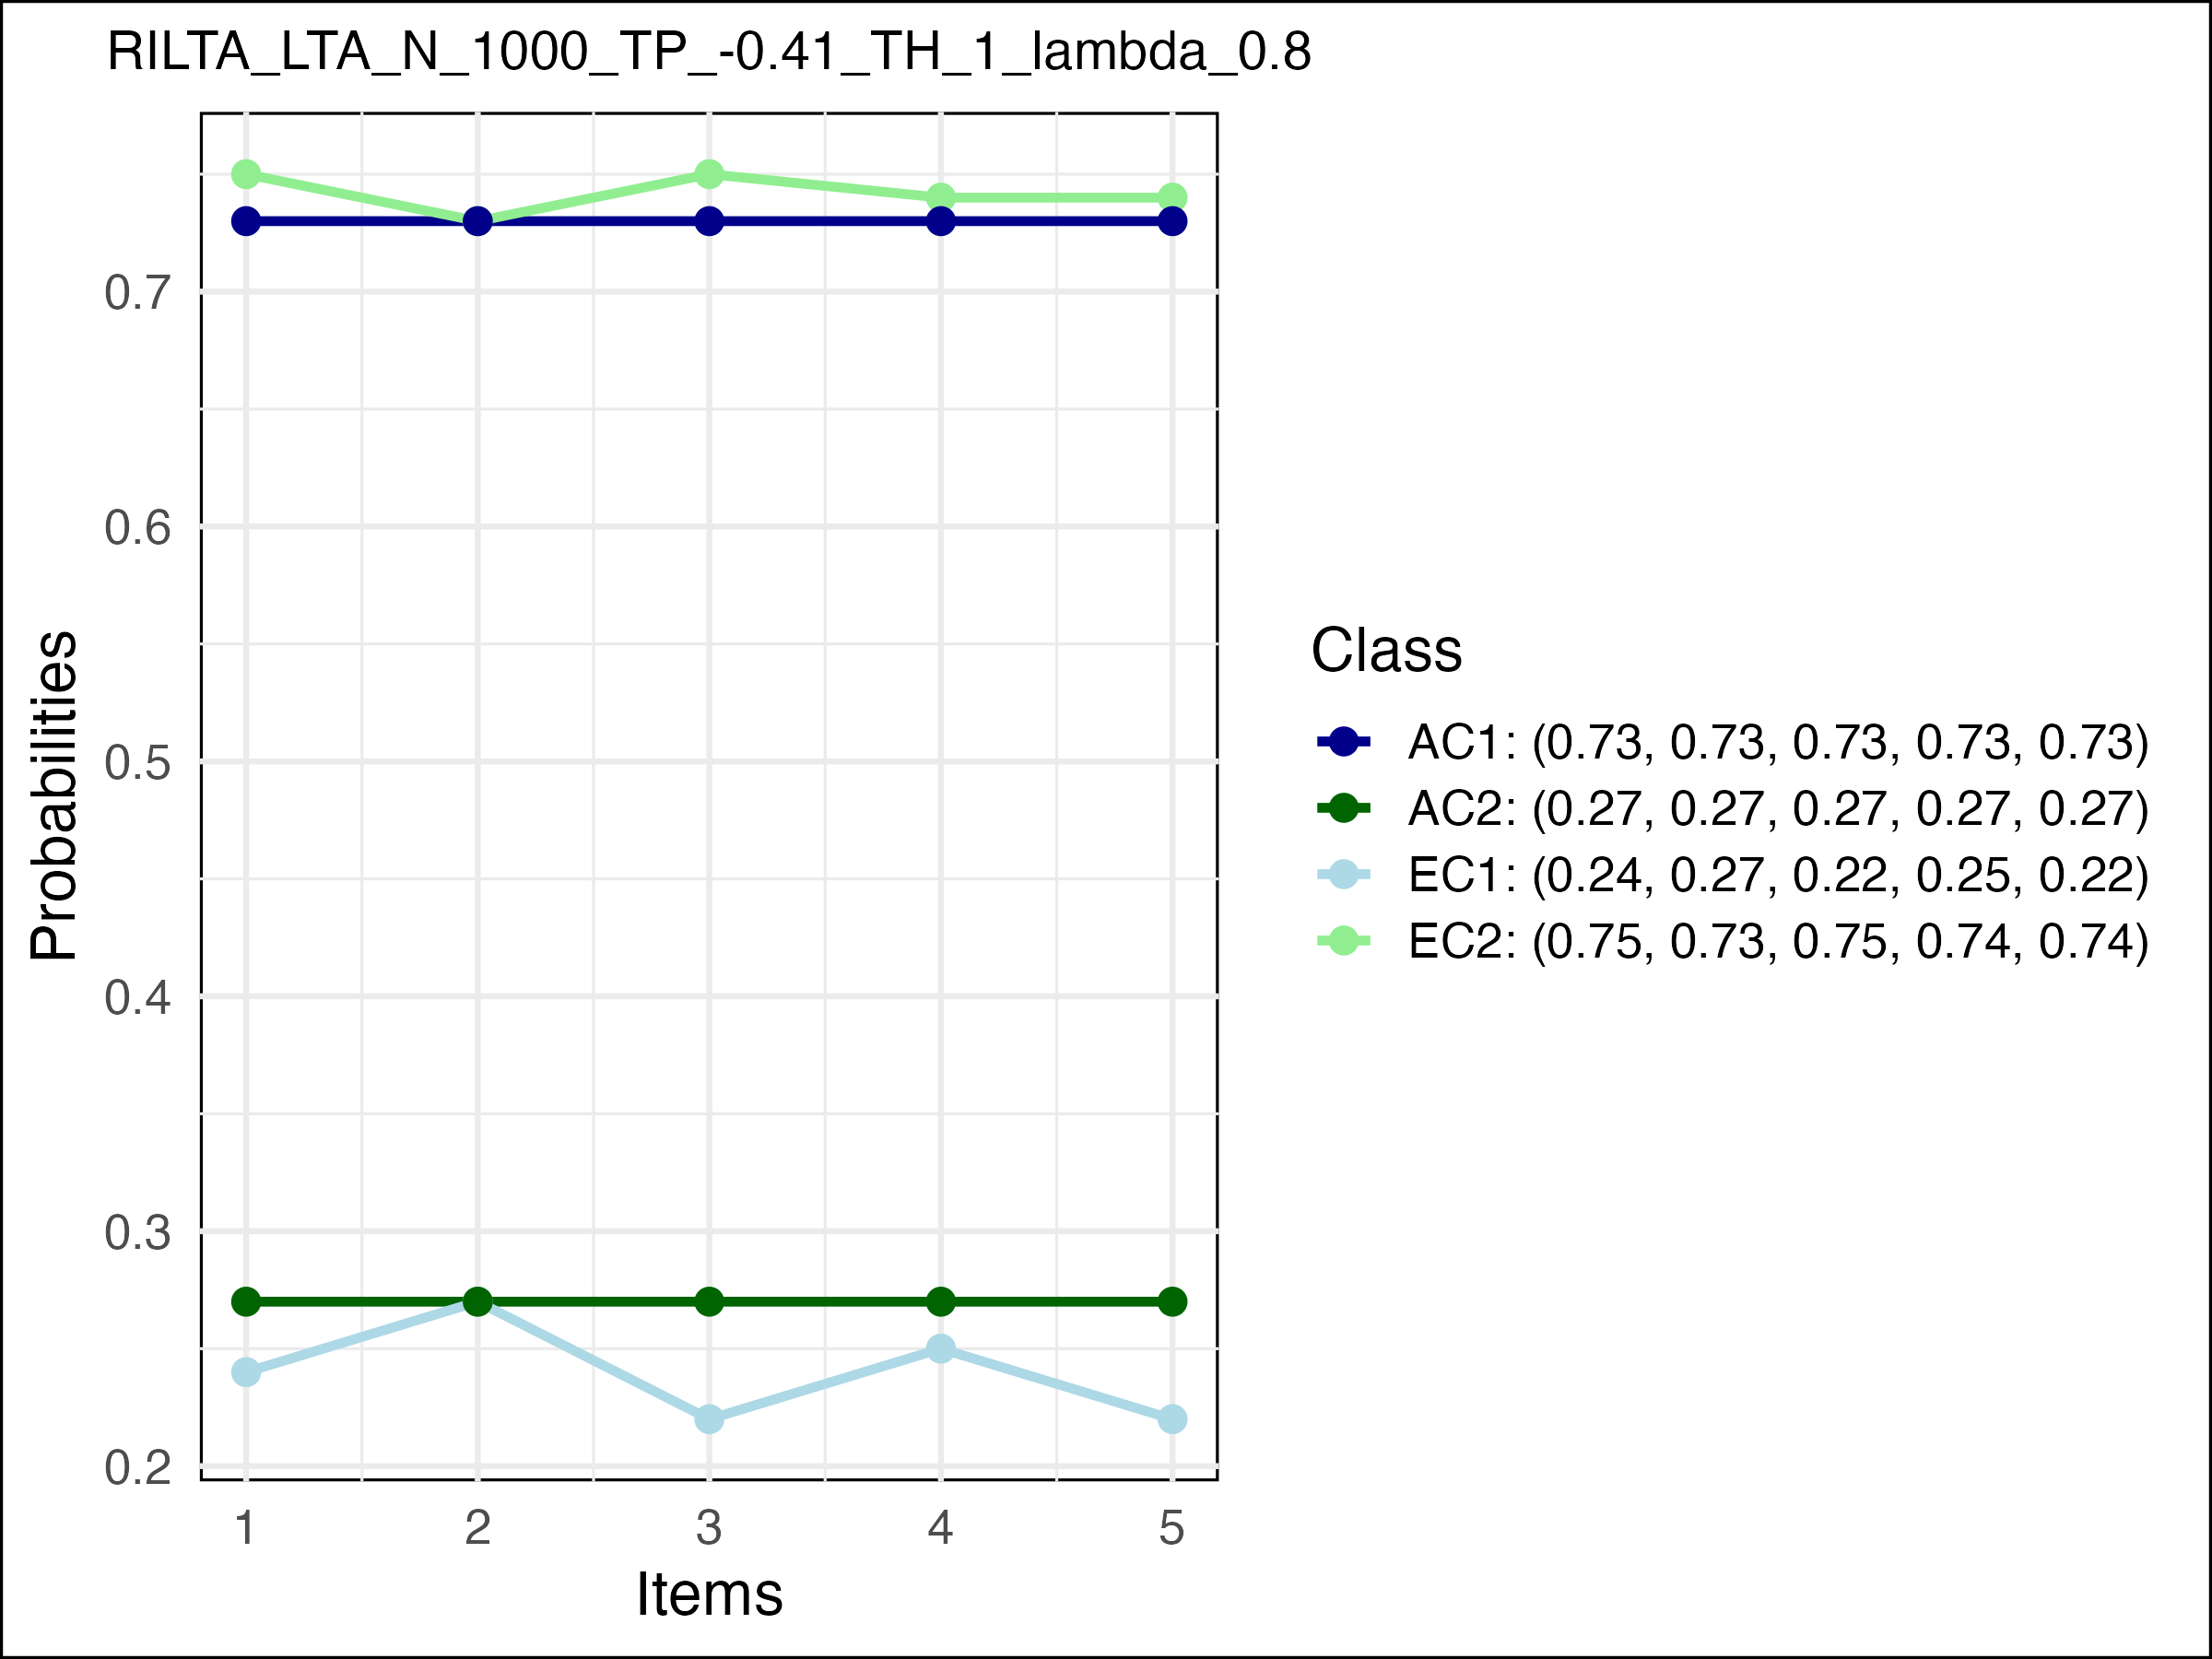 RILTA_LTA_N_1000_TP_-0.41_TH_1_lambda_0.8
Probabilities
0.7
0.6
0.5
0.4
0.3
0.2
1 2 3 4 5
Items
Class
AC1: (0.73, 0.73, 0.73, 0.73, 0.73)
AC2: (0.27, 0.27, 0.27, 0.27, 0.27)
EC1: (0.24, 0.27, 0.22, 0.25, 0.22)
EC2: (0.75, 0.73, 0.75, 0.74, 0.74)